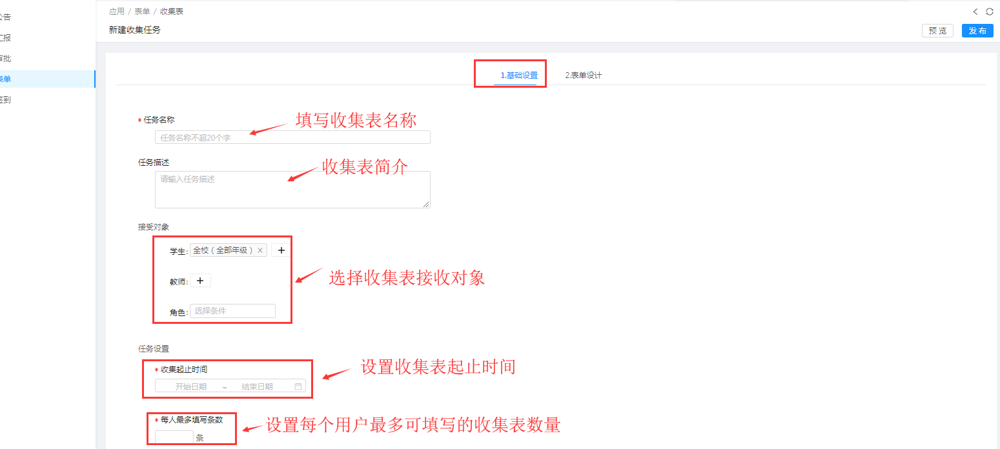 应用 / 表单 / 收集表
新建收集任务
预 览
发 布
公告
汇报
审批
表单
签到
1.基础设置
2.表单设计
* 任务名称
任务名称不超20个字
填写收集表名称
任务描述
请输入任务描述
收集表简介
接受对象
学生: 全校 ( 全部年级 ) X +
教师: +
角色: 选择条件
选择收集表接收对象
任务设置
* 收集起止时间
开始日期 ~ 结束日期
设置收集表起止时间
* 每人最多填写条数
条
设置每个用户最多可填写的收集表数量